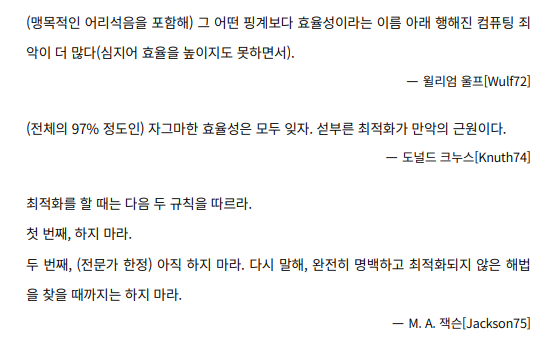 (맹목적인 어리석음을 포함해) 그 어떤 핑계보다 효율성이라는 이름 아래 행해진 컴퓨팅 죄
악이 더 많다(심지어 효율을 높이지도 못하면서).
— 윌리엄 울프[Wulf72]
(전체의 97% 정도인) 자그마한 효율성은 모두 잊자. 섣부른 최적화가 만악의 근원이다.
— 도널드 크누스[Knuth74]
최적화를 할 때는 다음 두 규칙을 따르라.
첫 번째, 하지 마라.
두 번째, (전문가 한정) 아직 하지 마라. 다시 말해, 완전히 명백하고 최적화되지 않은 해법
을 찾을 때까지는 하지 마라.
— M. A. 잭슨[Jackson75]